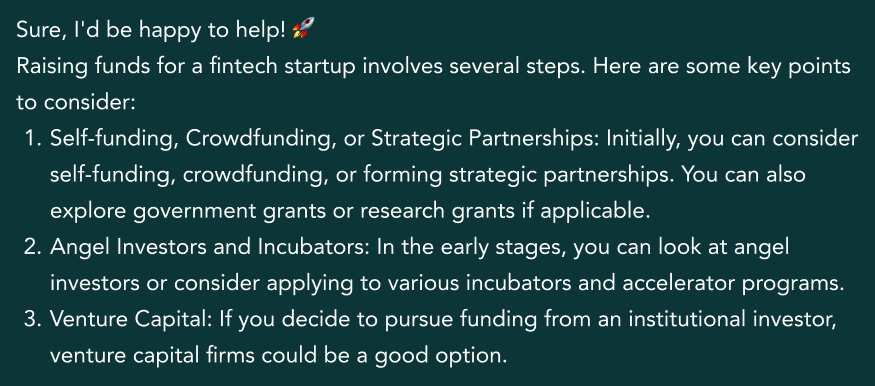 Sure, I'd be happy to help! 🚀
Raising funds for a fintech startup involves several steps. Here are some key points
to consider:
1. Self-funding, Crowdfunding, or Strategic Partnerships: Initially, you can consider
self-funding, crowdfunding, or forming strategic partnerships. You can also
explore government grants or research grants if applicable.
2. Angel Investors and Incubators: In the early stages, you can look at angel
investors or consider applying to various incubators and accelerator programs.
3. Venture Capital: If you decide to pursue funding from an institutional investor,
venture capital firms could be a good option.